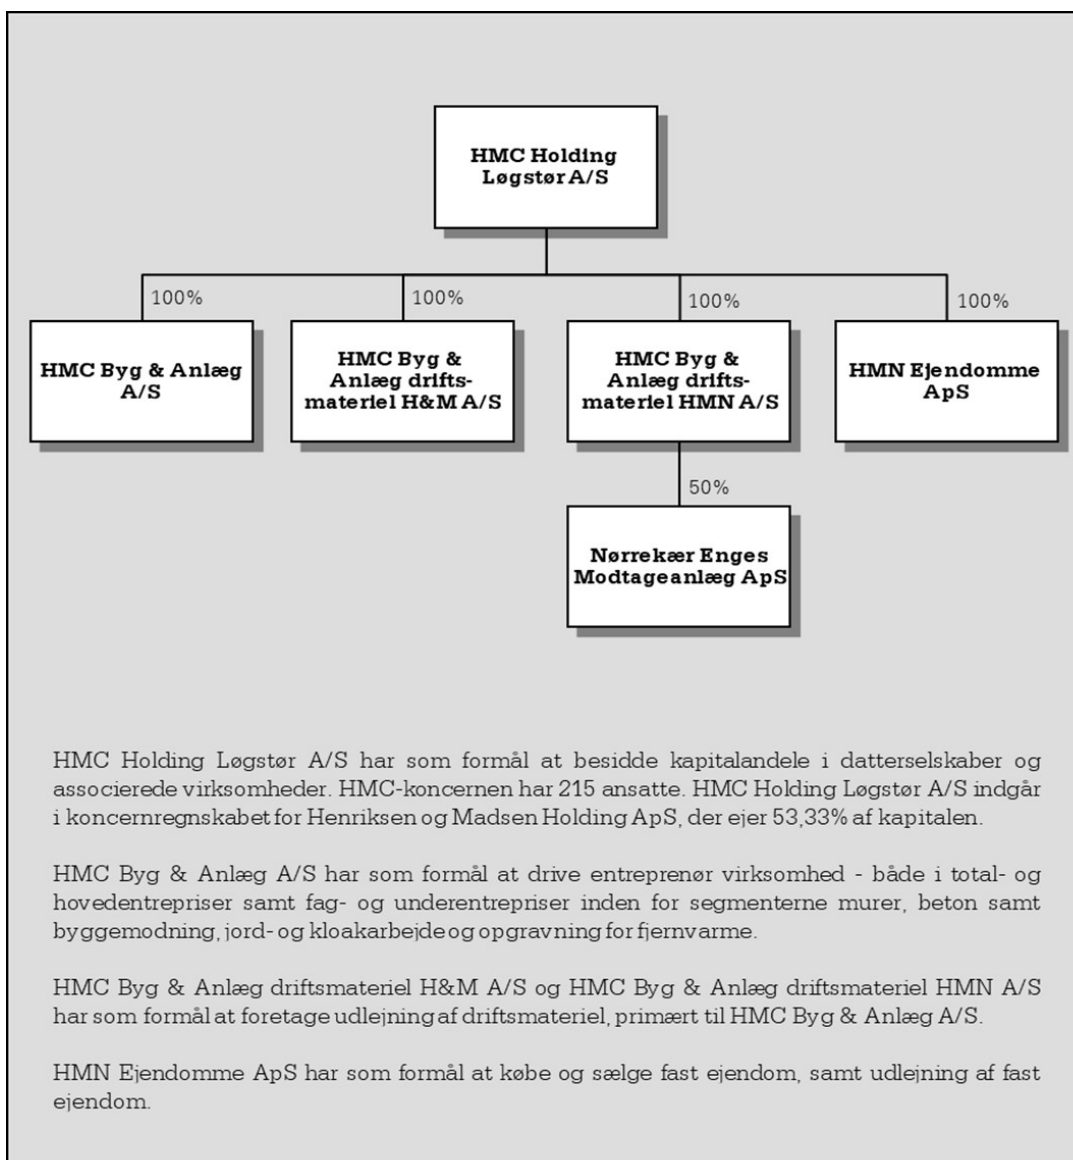 HMC Holding
Løgstør A/S
100%
100%
100%
100%
HMC Byg & Anlæg
A/S
HMC Byg &
Anlæg drifts-
materiel H&M A/S
HMC Byg &
Anlæg drifts-
materiel HMN A/S
HMN Ejendomme
ApS
50%
Nørrekær Enges
Modtageanlæg ApS
HMC Holding Løgstør A/S har som formål at besidde kapitalandele i datterselskaber og
associerede virksomheder. HMC-koncernen har 215 ansatte. HMC Holding Løgstør A/S indgår
i koncernregnskabet for Henriksen og Madsen Holding ApS, der ejer 53,33% af kapitalen.
HMC Byg & Anlæg A/S har som formål at drive entreprenør virksomhed - både i total- og
hovedentrepriser samt fag- og underentrepriser inden for segmenterne murer, beton samt
byggemodning, jord- og kloakarbejde og opgravning for fjernvarme.
HMC Byg & Anlæg driftsmateriel H&M A/S og HMC Byg & Anlæg driftsmateriel HMN A/S
har som formål at foretage udlejning af driftsmateriel, primært til HMC Byg & Anlæg A/S.
HMN Ejendomme ApS har som formål at købe og sælge fast ejendom, samt udlejning af fast
ejendom.